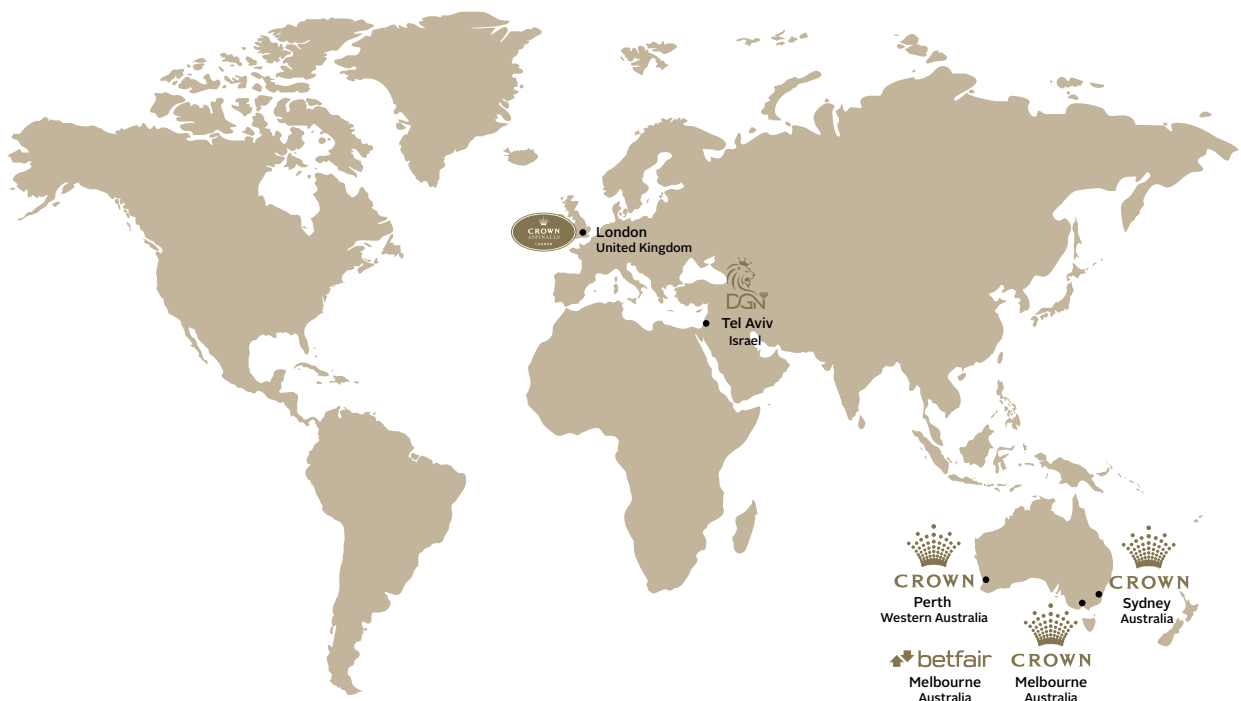 CROWN
ASPINALLS
LONDON
London
United Kingdom
DGN
Tel Aviv
Israel
CROWN
Perth
Western Australia
CROWN
Sydney
Australia
betfair
Melbourne
Australia
CROWN
Melbourne
Australia